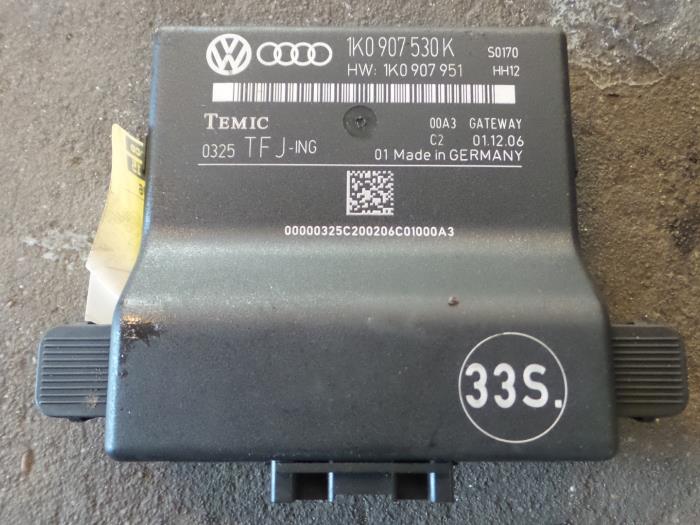 1K0 907 530 K S0170
HW: 1K0 907 951 HH12
TEMIC 00A3 GATEWAY
C2 01.12.06
0325 TFJ-ING 01 Made in GERMANY
00000325C200206C01000A3
33S.